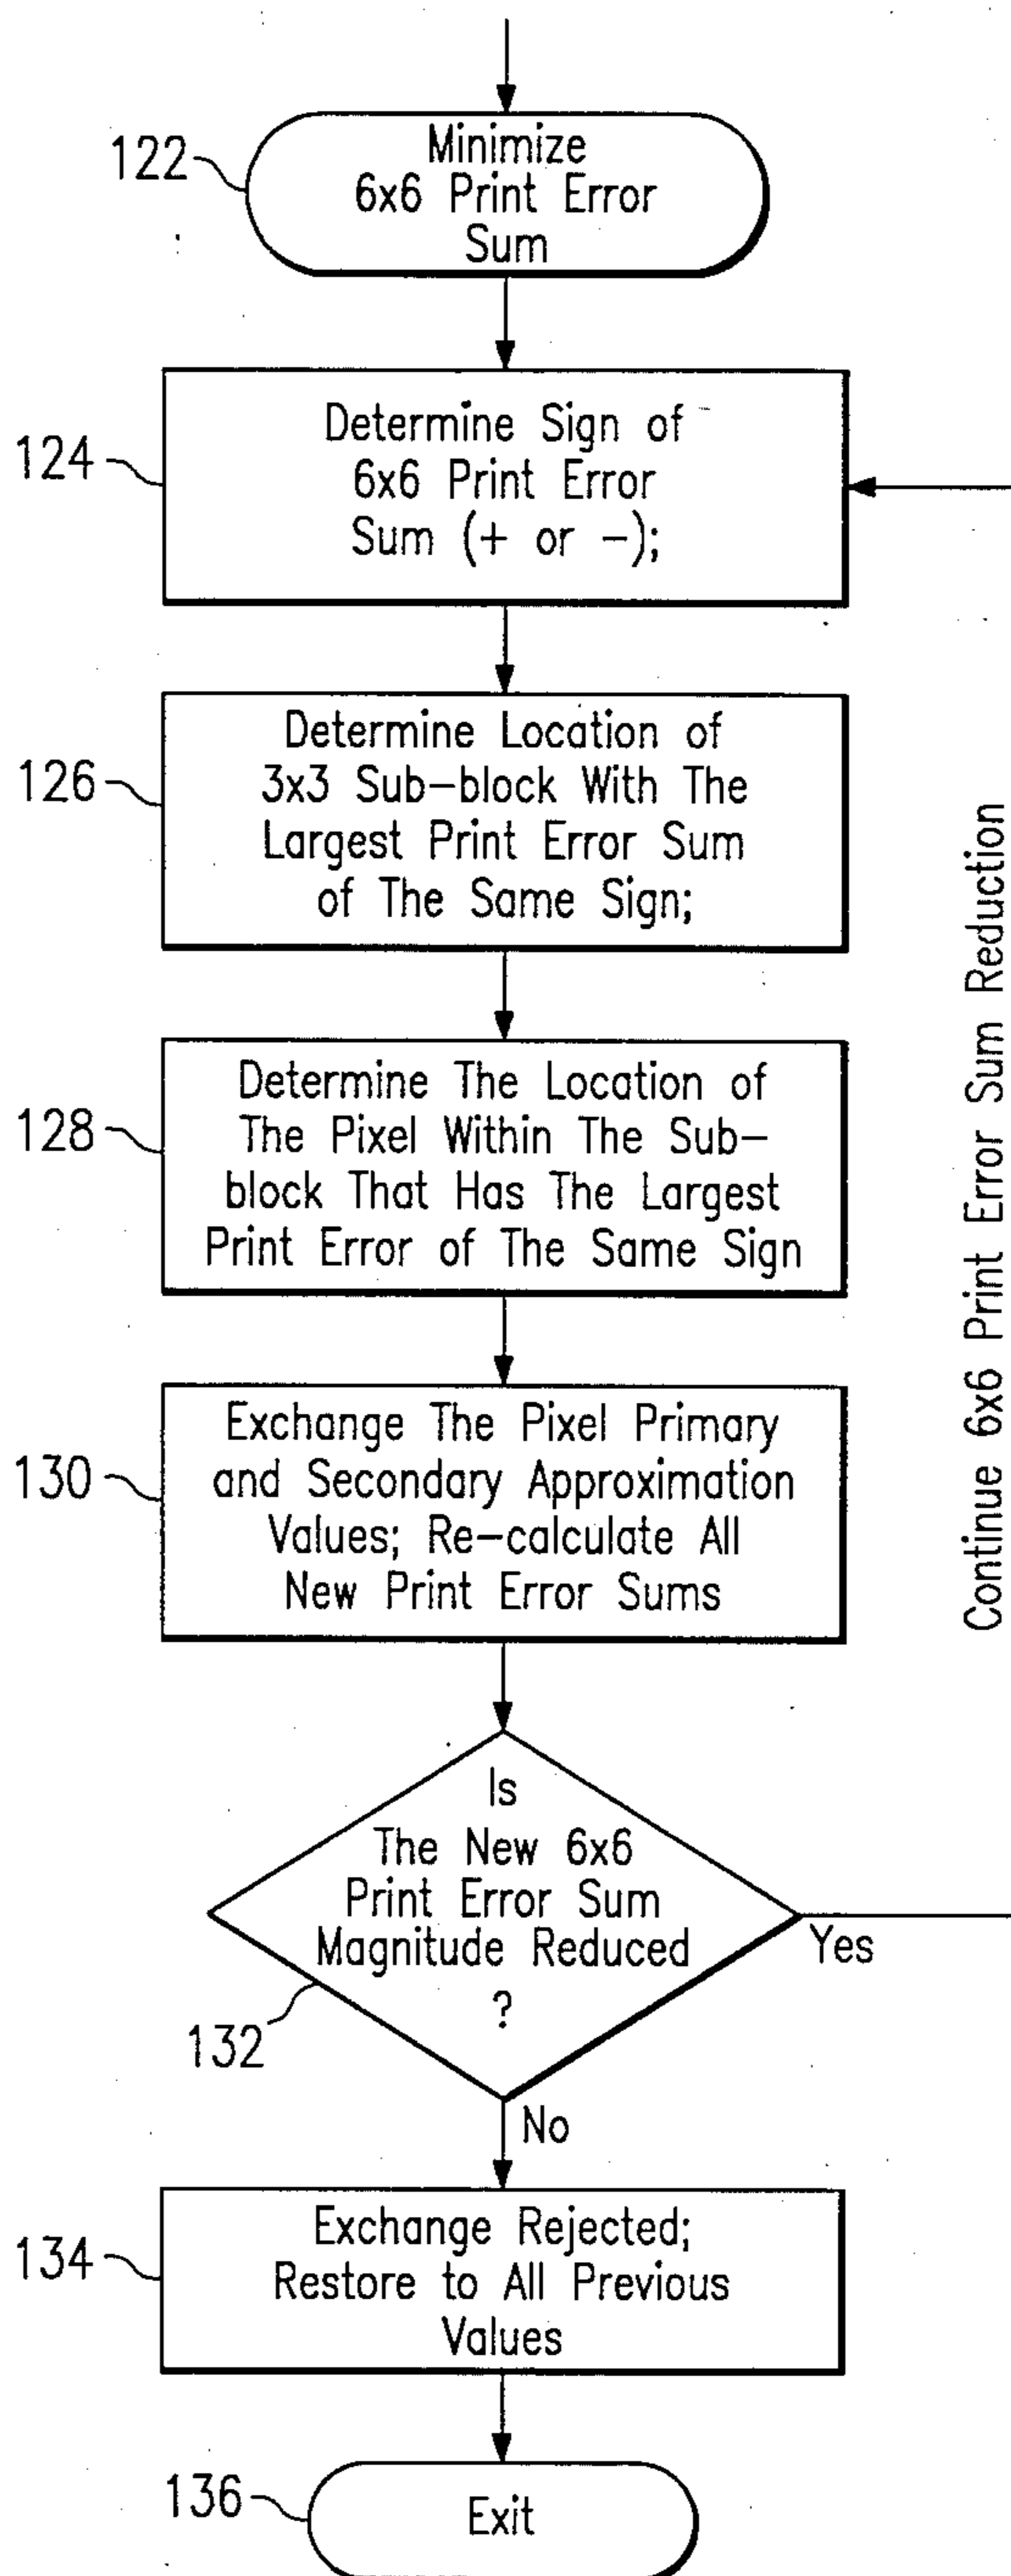 122
Minimize
6x6 Print Error
Sum
124
Determine Sign of
6x6 Print Error
Sum (+ or -);
126
Determine Location of
3x3 Sub-block With The
Largest Print Error Sum
of The Same Sign;
128
Determine The Location of
The Pixel Within The Sub-
block That Has The Largest
Print Error of The Same Sign
130
Exchange The Pixel Primary
and Secondary Approximation
Values; Re-calculate All
New Print Error Sums
Is
The New 6x6
Print Error Sum
Magnitude Reduced
?
132
Yes
No
Continue 6x6 Print Error Sum Reduction
134
Exchange Rejected;
Restore to All Previous
Values
136
Exit